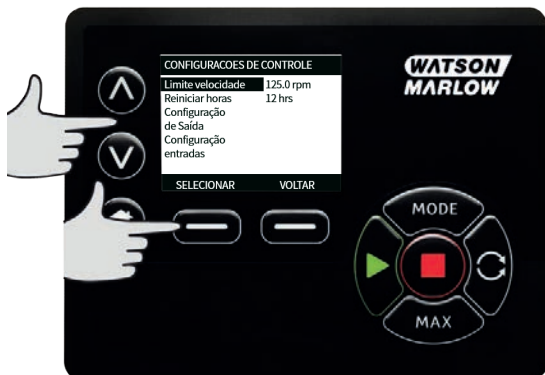 CONFIGURACOES DE CONTROLE
Limite velocidade 125.0 rpm
Reiniciar horas 12 hrs
Configuração
de Saída
Configuração
entradas
SELECIONAR VOLTAR
WATSON
MARLOW
MODE
MAX